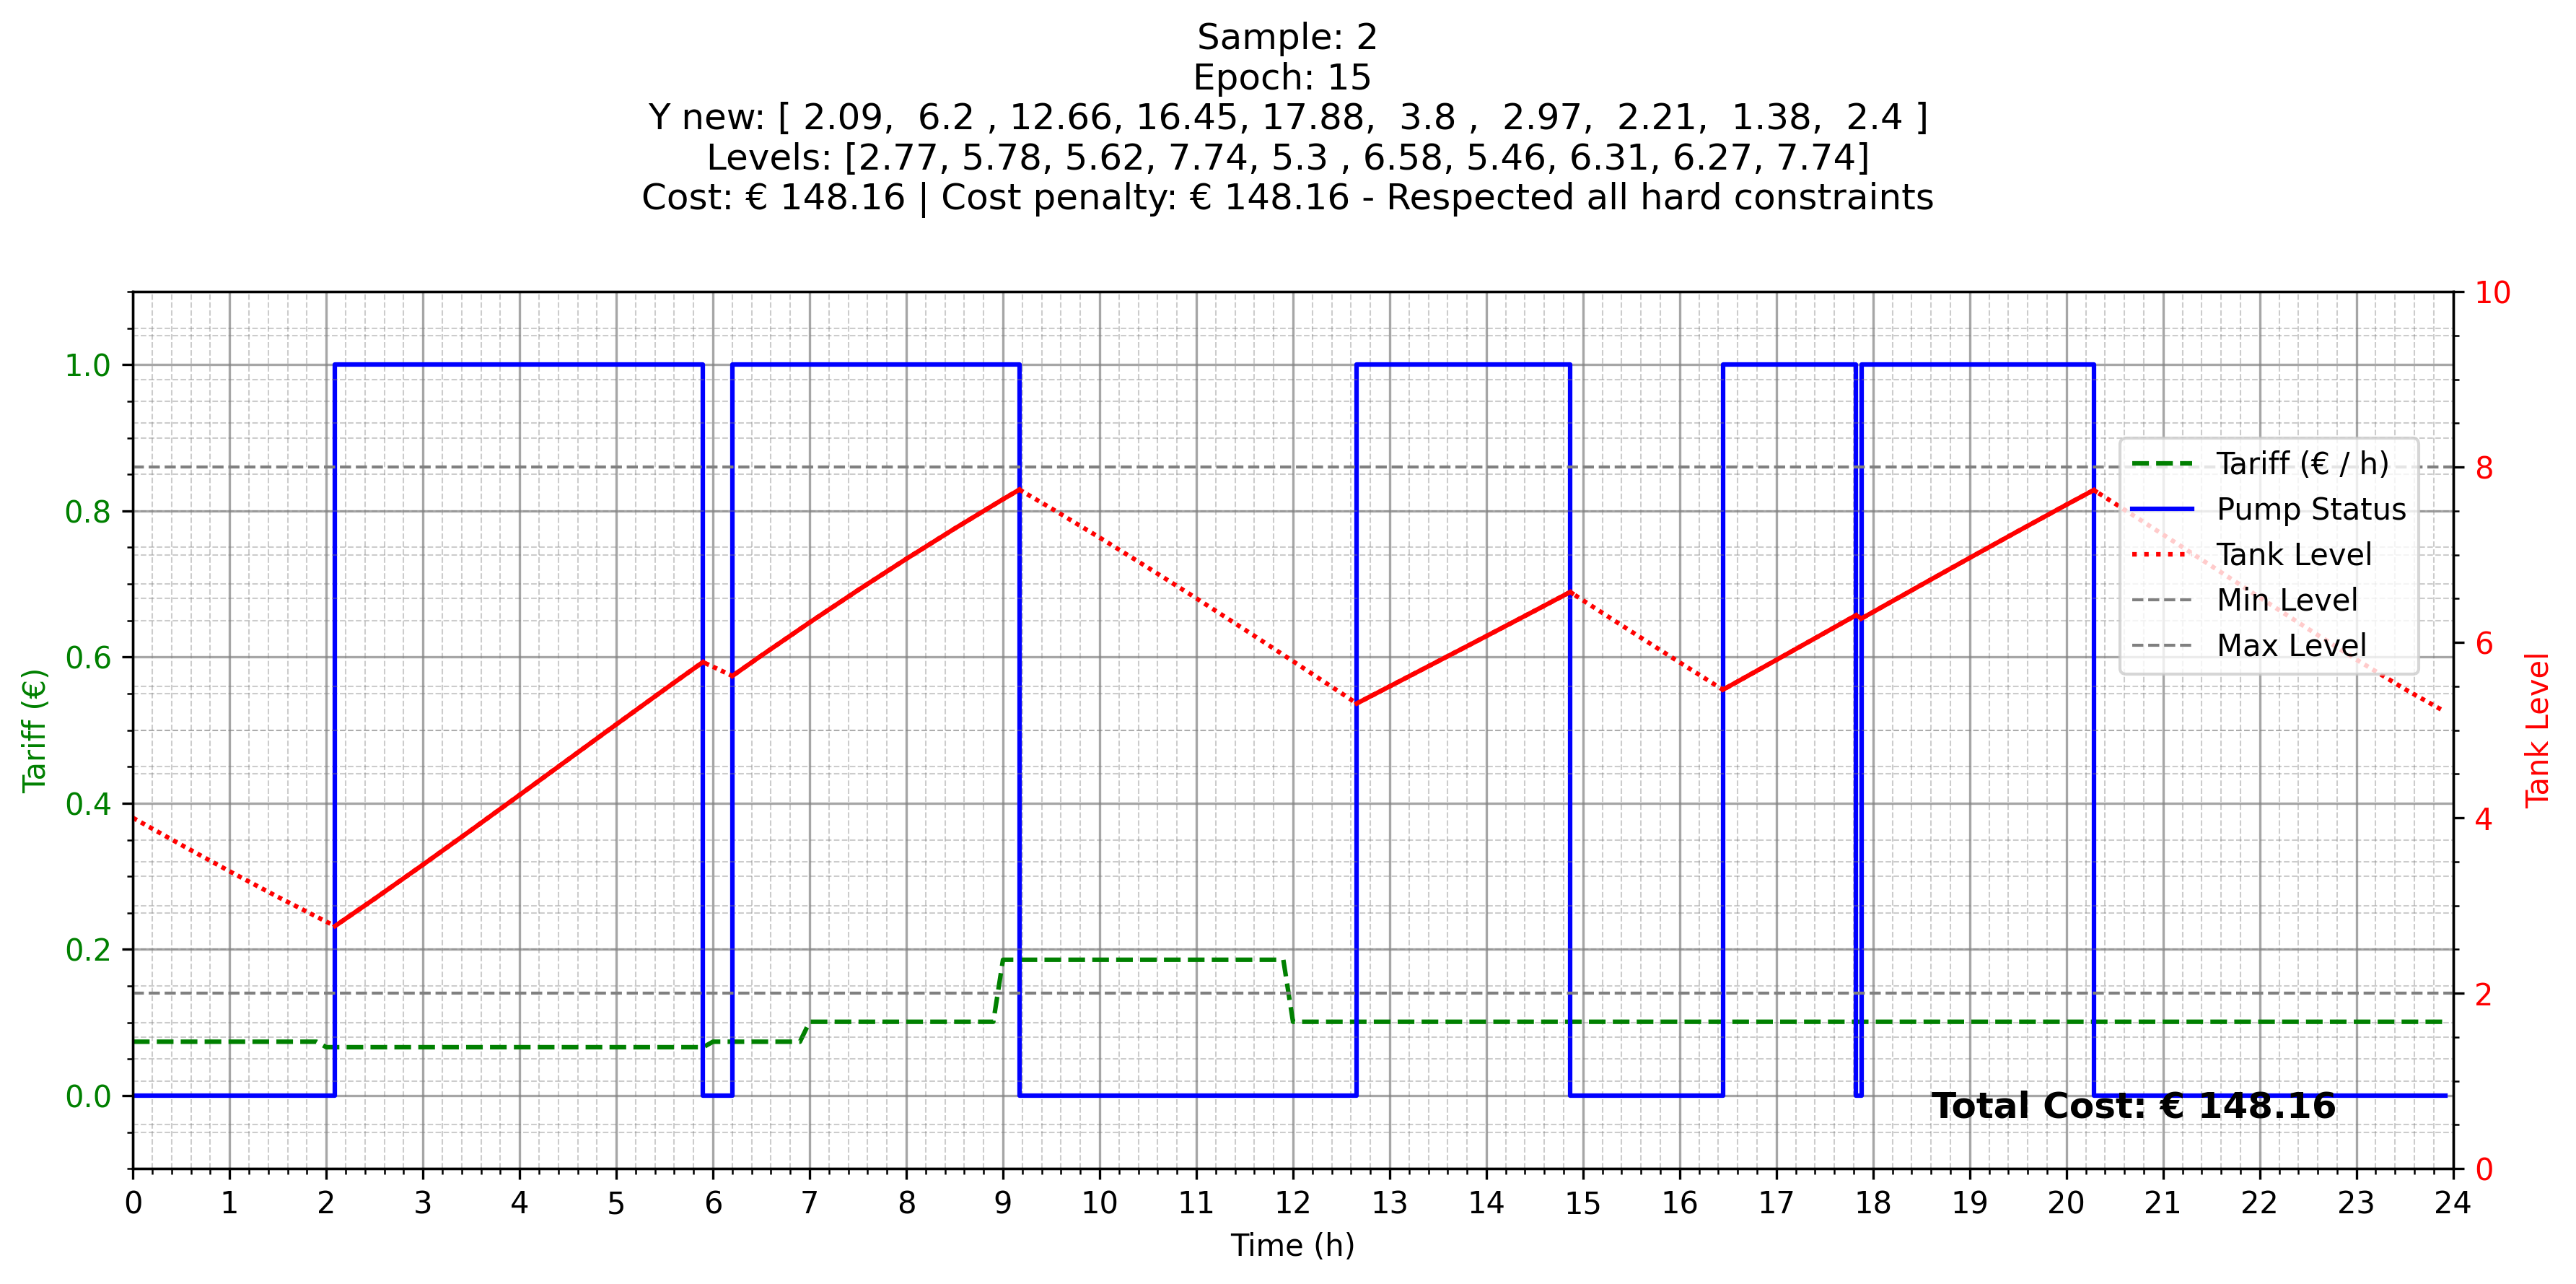 Sample: 2
Epoch: 15
Y new: [ 2.09,  6.2 , 12.66, 16.45, 17.88,  3.8 ,  2.97,  2.21,  1.38,  2.4 ]
Levels: [2.77, 5.78, 5.62, 7.74, 5.3 , 6.58, 5.46, 6.31, 6.27, 7.74]
Cost: € 148.16 | Cost penalty: € 148.16 - Respected all hard constraints
10
1.0
8
0.8
6
0.6
4
0.4
0.2
2
0.0
0
Tariff (€)
Tank Level
Tariff (€ / h)
Pump Status
Tank Level
Min Level
Max Level
Total Cost: € 148.16
0 1 2 3 4 5 6 7 8 9 10 11 12 13 14 15 16 17 18 19 20 21 22 23 24
Time (h)